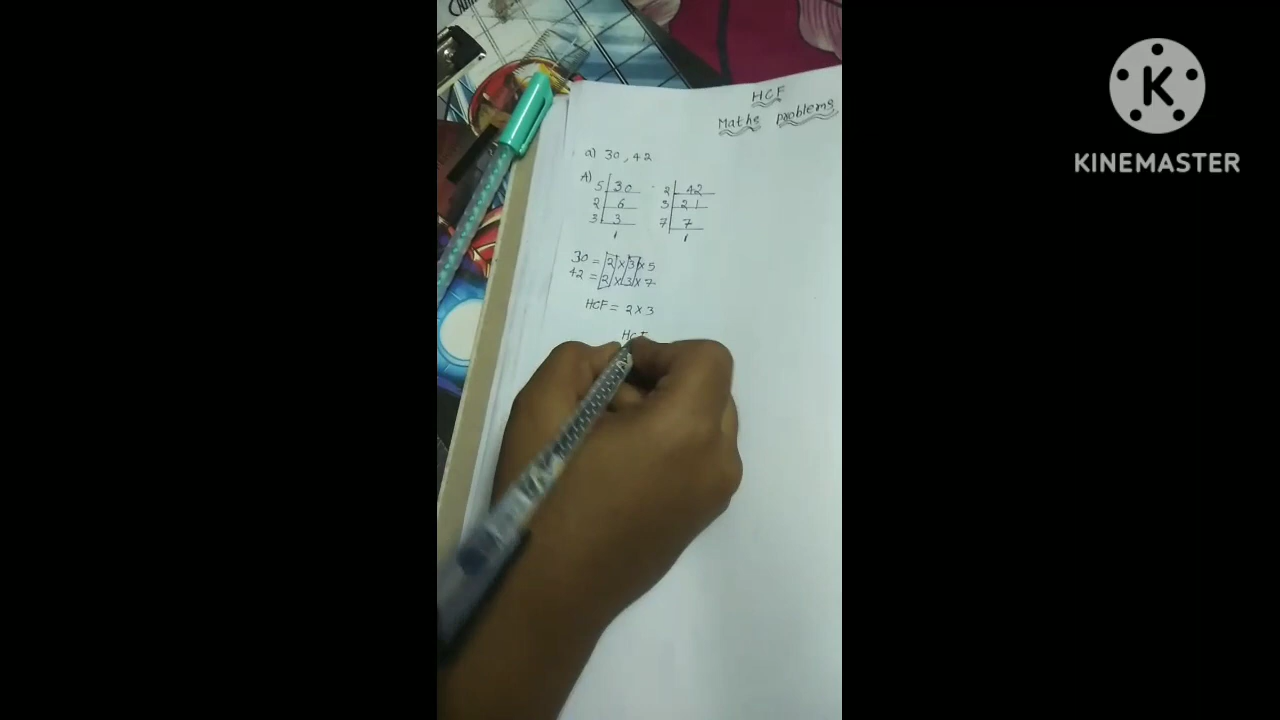 HCF
Maths problems
a) 30, 42
A) 5 | 30    2 | 42
2 | 6    3 | 21
3 | 3    7 | 7
1    1
30 = 2 x 3 x 5
42 = 2 x 3 x 7
HCF = 2 x 3
HCF
K
KINEMASTER